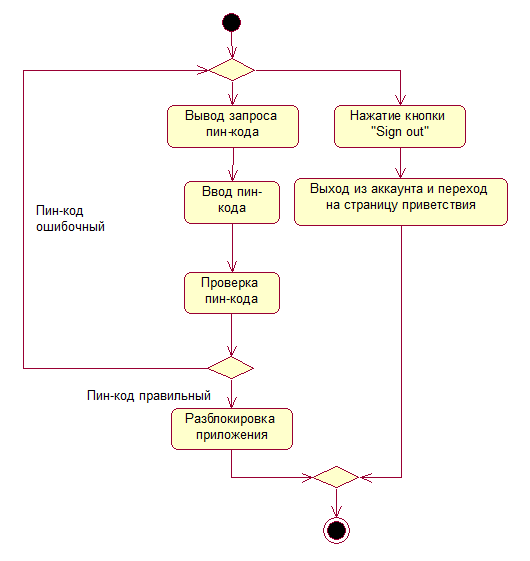 Вывод запроса
пин-кода
Нажатие кнопки
"Sign out"
Ввод пин-
кода
Выход из аккаунта и переход
на страницу приветствия
Пин-код
ошибочный
Проверка
пин-кода
Пин-код правильный
Разблокировка
приложения